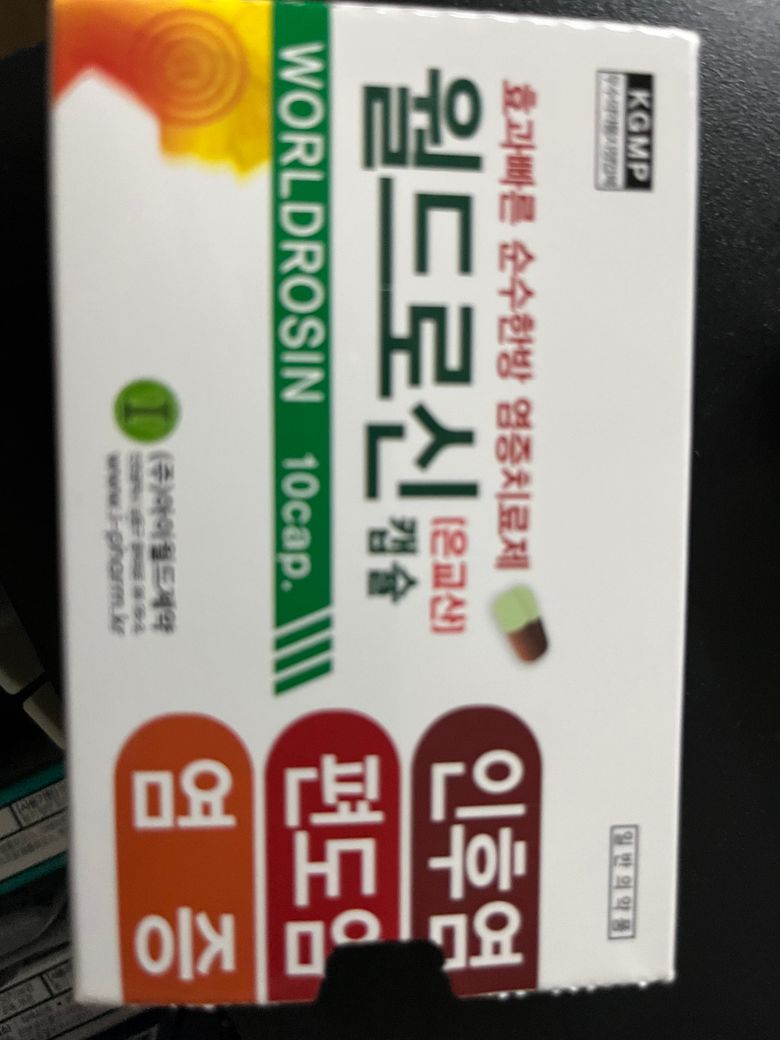 KGMP
효과빠른 순수한방 염증치료제
월드로신
[은교산]
캡슐
WORLDROSIN 10cap.
(주)아이월드제약
www.i-pharm.kr
일반의약품
인후염
편도염
염증